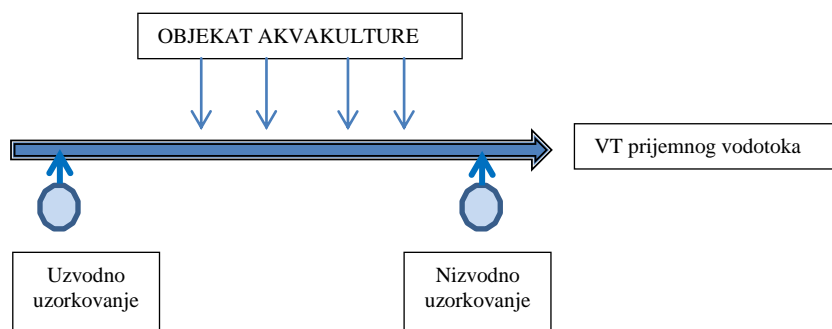 OBJEKAT AKVAKULTURE
VT prijemnog vodotoka
Uzvodno
uzorkovanje
Nizvodno
uzorkovanje